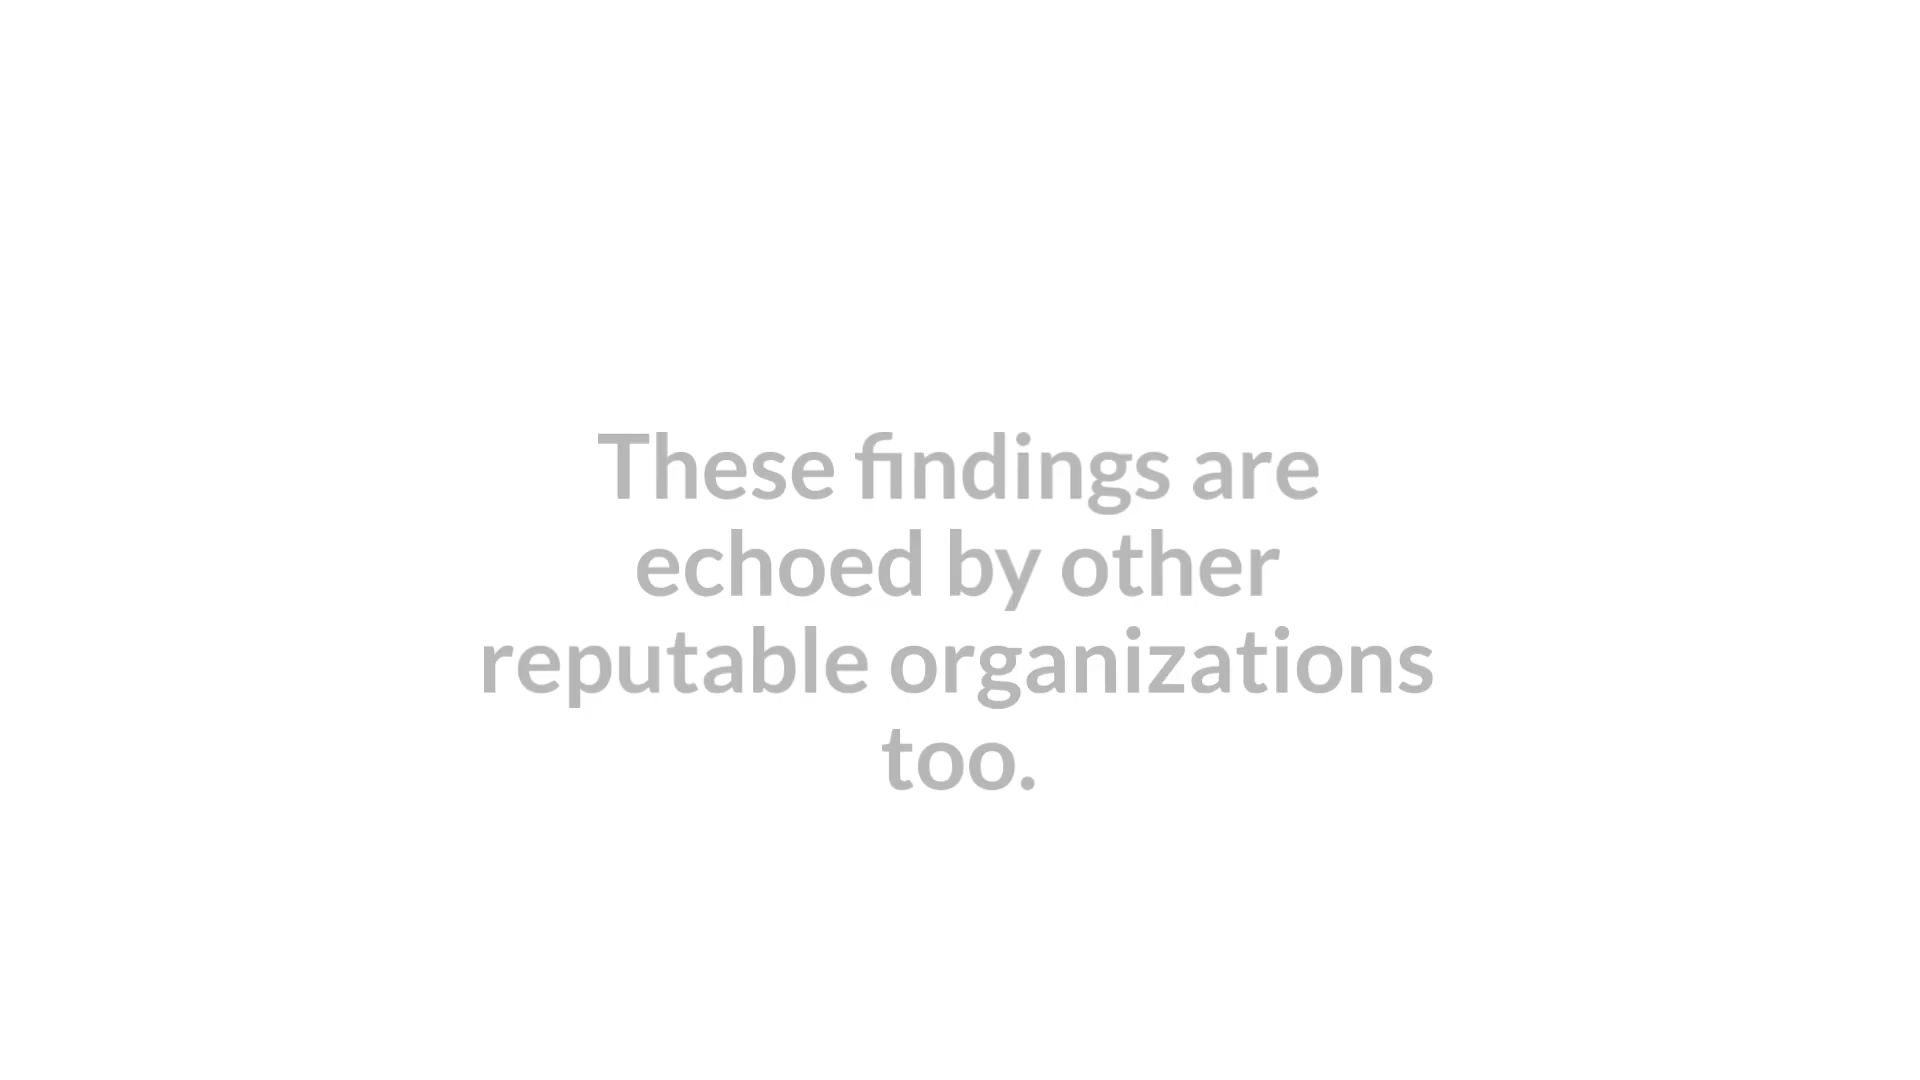 These findings are
echoed by other
reputable organizations
too.